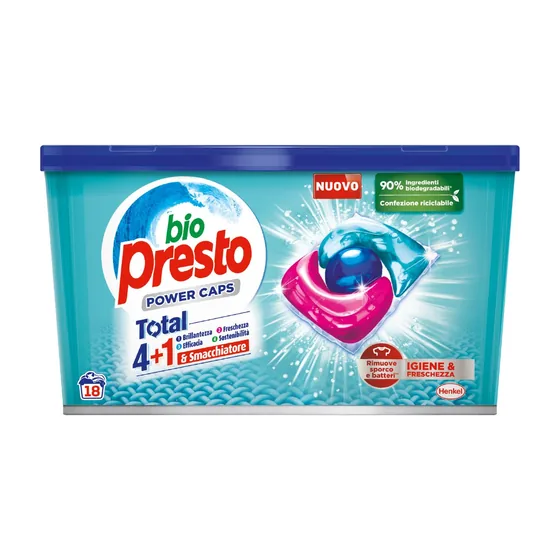 NUOVO
90% Ingredienti
biodegradabili*
Confezione riciclabile
bio
Presto
POWER CAPS
Total
4+1
1 Brillantezza 2 Freschezza
3 Efficacia 4 Sostenibilità
& Smacchiatore
18
Rimuove
sporco
e batteri**
IGIENE &
FRESCHEZZA
Henkel